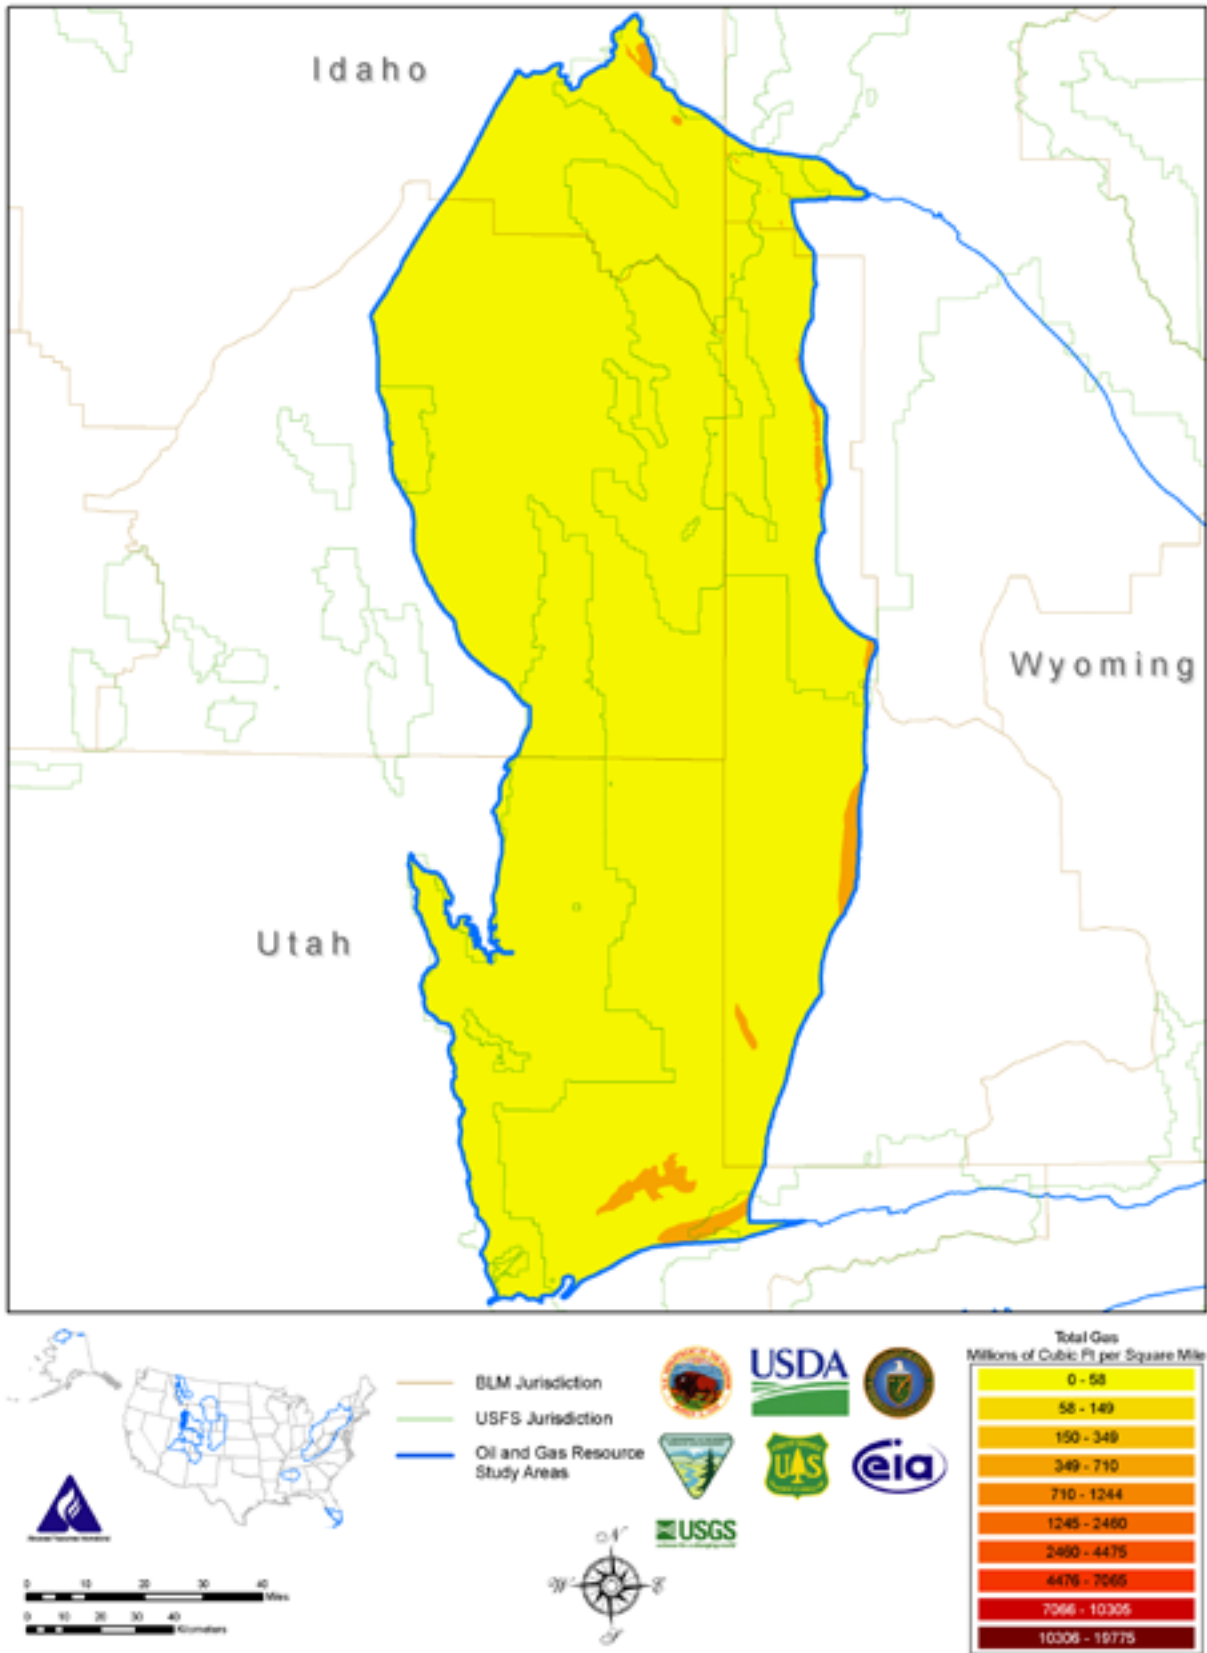 Idaho
Wyoming
Utah
Total Gas
Millions of Cubic Ft per Square Mile
0 - 58
58 - 149
150 - 349
349 - 710
710 - 1244
1245 - 2460
2460 - 4475
4476 - 7065
7066 - 10305
10306 - 19775
BLM Jurisdiction
USFS Jurisdiction
Oil and Gas Resource
Study Areas
USDA
UAS
eia
USGS
N
W E
S
0 10 20 30 40
Miles
0 10 20 30 40
Kilometers